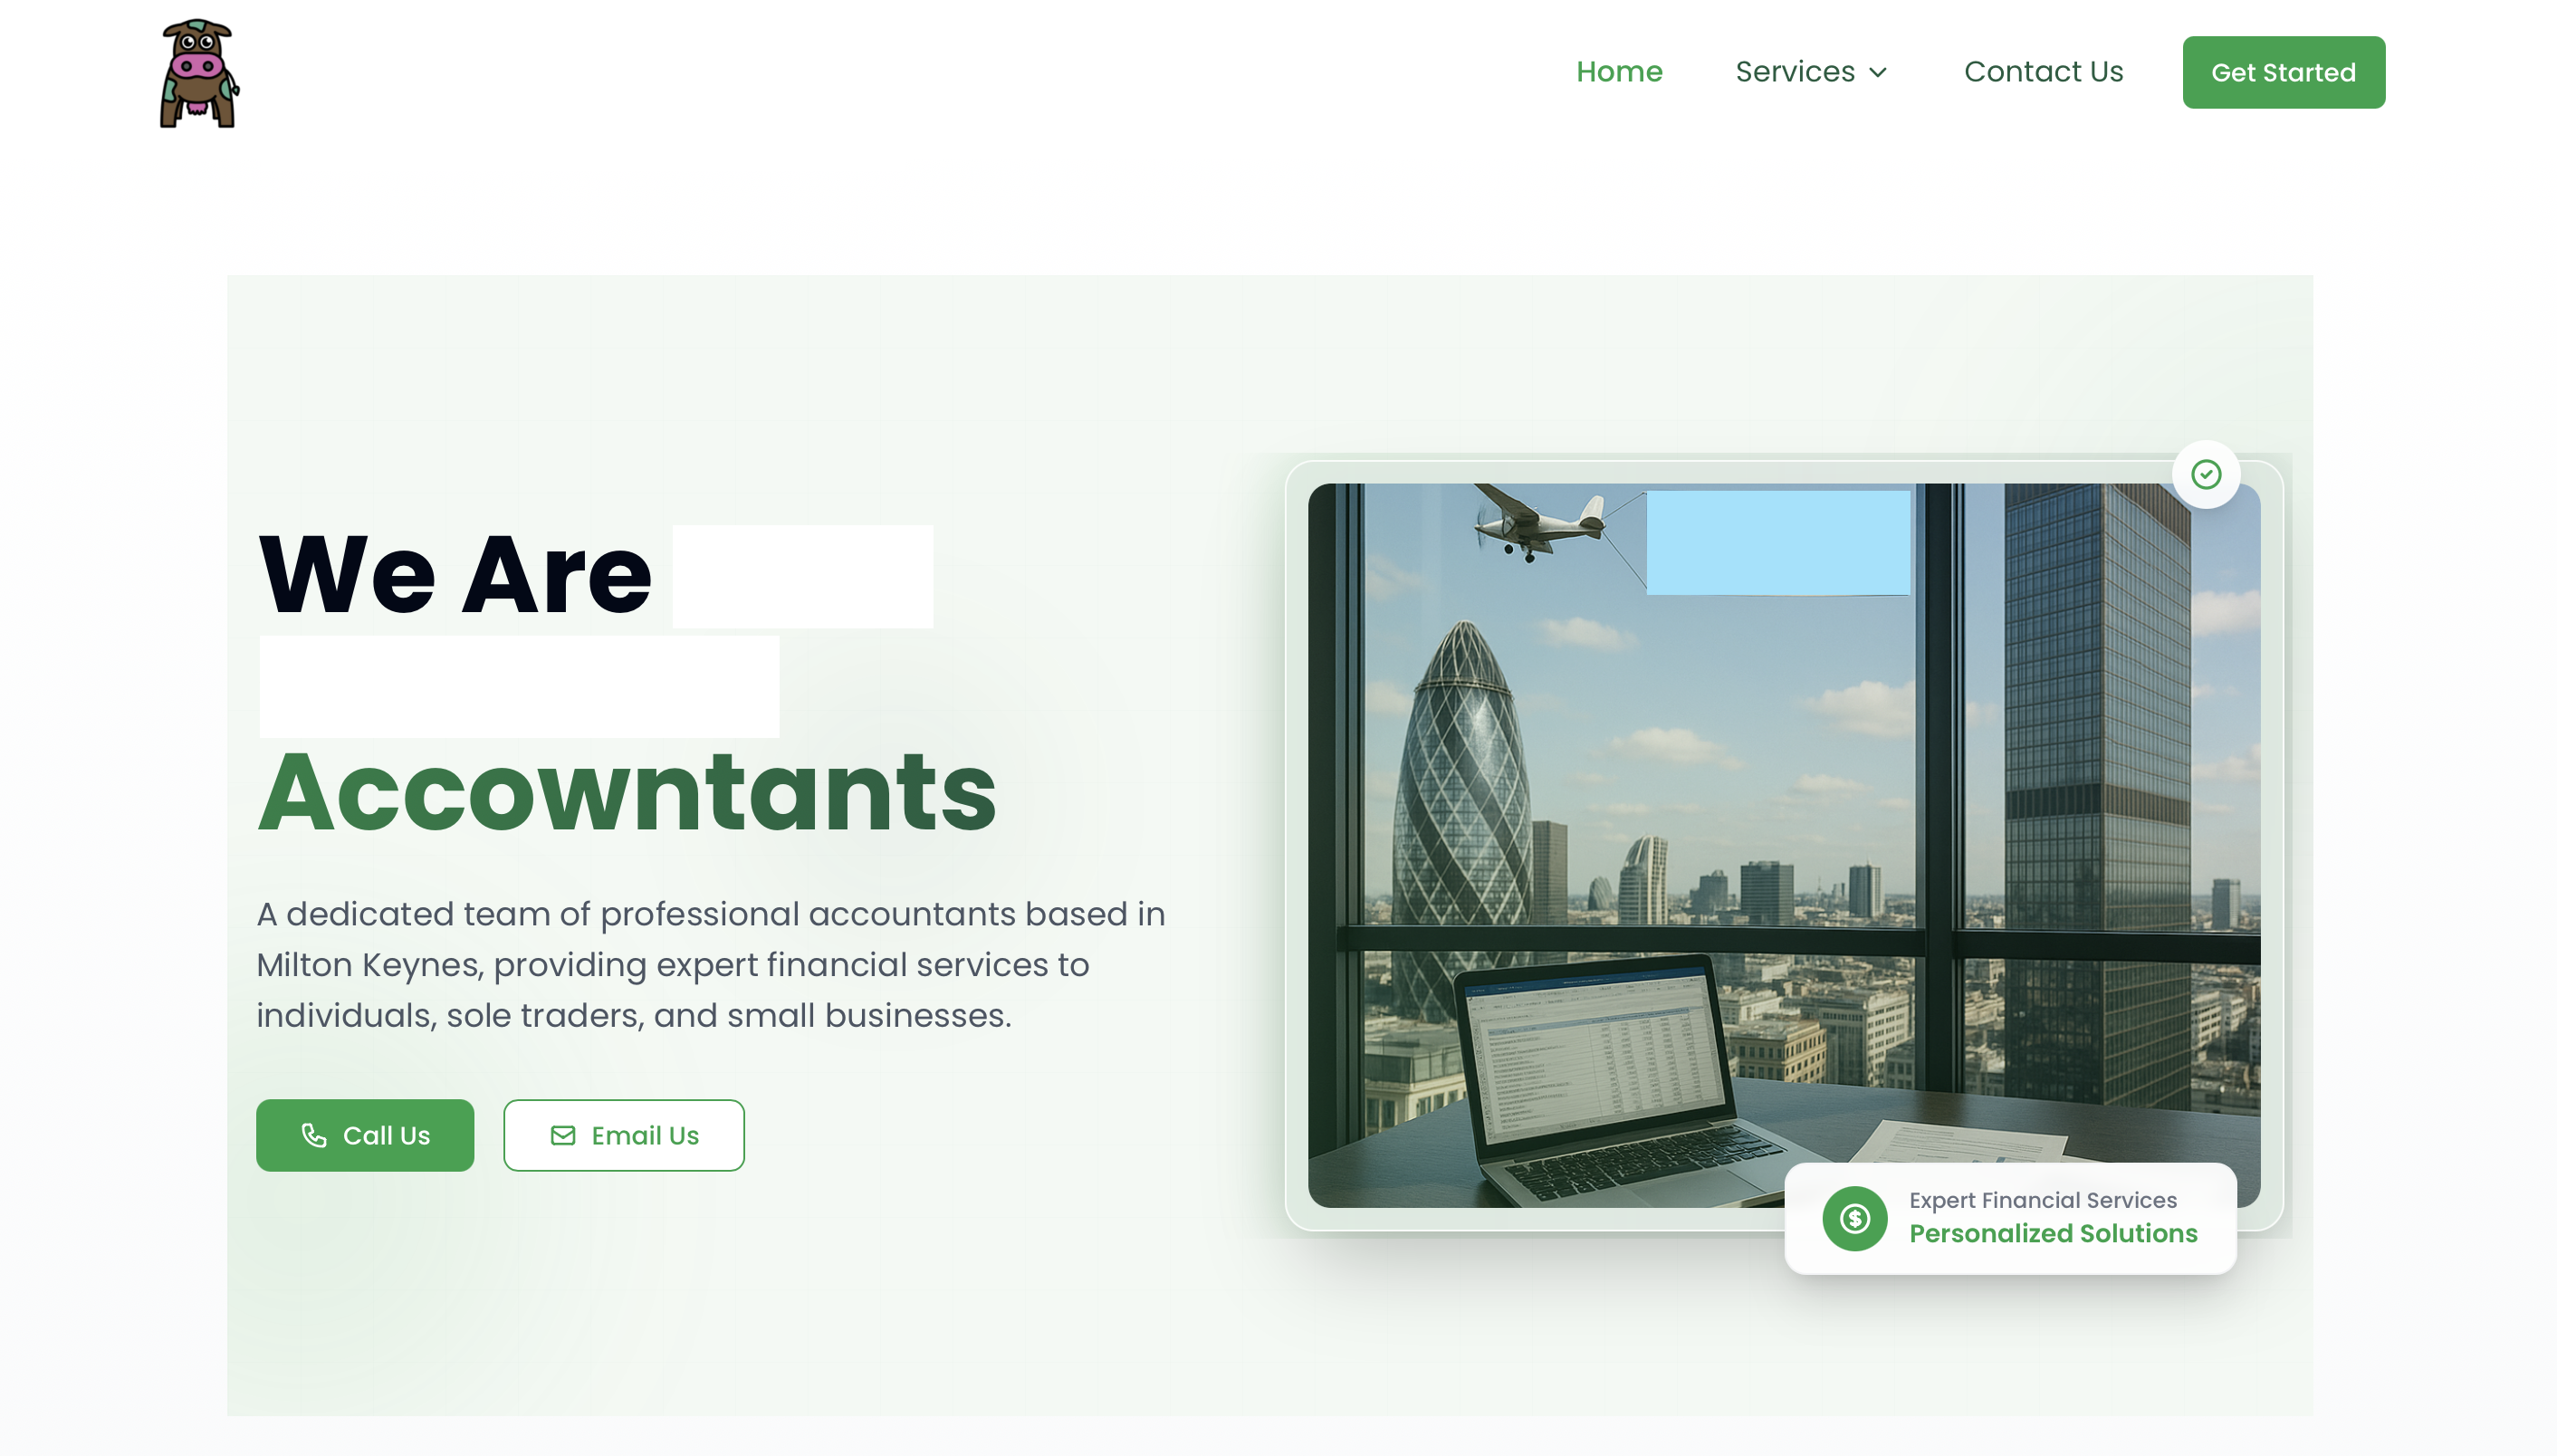 Home
Services
Contact Us
Get Started
We Are
Accowntants
A dedicated team of professional accountants based in
Milton Keynes, providing expert financial services to
individuals, sole traders, and small businesses.
Call Us
Email Us
Expert Financial Services
Personalized Solutions